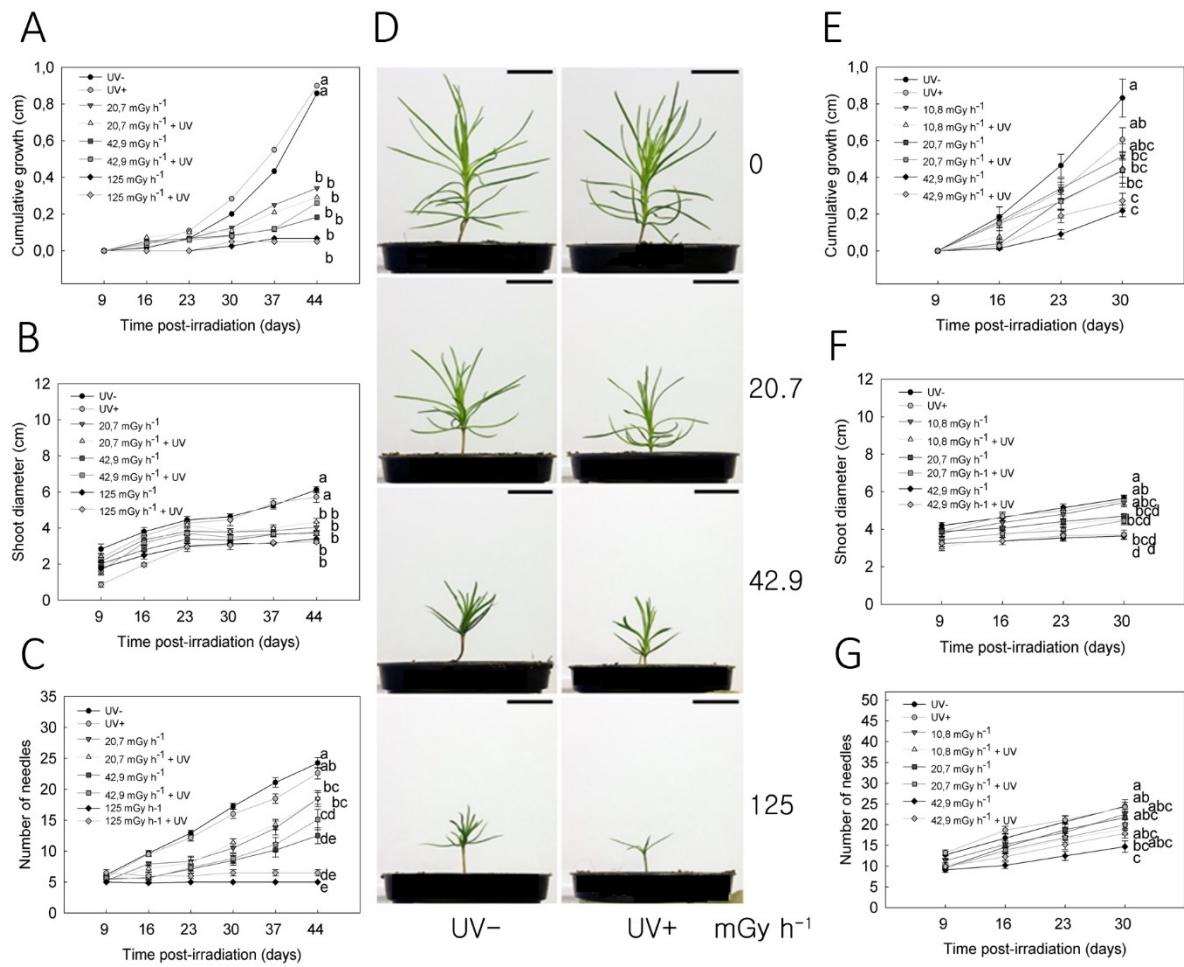 A
1,0
0,8
0,6
0,4
0,2
0,0
Cumulative growth (cm)
UV-
UV+
20,7 mGy h⁻¹
20,7 mGy h⁻¹ + UV
42,9 mGy h⁻¹
42,9 mGy h⁻¹ + UV
125 mGy h⁻¹
125 mGy h⁻¹ + UV
a
a
b b
b
b b
b
b
9 16 23 30 37 44
Time post-irradiation (days)
B
12
10
8
6
4
2
0
Shoot diameter (cm)
UV-
UV+
20,7 mGy h⁻¹
20,7 mGy h⁻¹ + UV
42,9 mGy h⁻¹
42,9 mGy h⁻¹ + UV
125 mGy h⁻¹
125 mGy h⁻¹ + UV
a
a
b b
b
b
b
b
9 16 23 30 37 44
Time post-irradiation (days)
C
35
30
25
20
15
10
5
0
Number of needles
UV-
UV+
20,7 mGy h⁻¹
20,7 mGy h⁻¹ + UV
42,9 mGy h⁻¹
42,9 mGy h⁻¹ + UV
125 mGy h-1
125 mGy h-1 + UV
a
ab
bc
bc
cd
de
de
e
9 16 23 30 37 44
Time post-irradiation (days)
D
0
20.7
42.9
125
UV- UV+ mGy h⁻¹
E
1,0
0,8
0,6
0,4
0,2
0,0
Cumulative growth (cm)
UV-
UV+
10,8 mGy h⁻¹
10,8 mGy h⁻¹ + UV
20,7 mGy h⁻¹
20,7 mGy h⁻¹ + UV
42,9 mGy h⁻¹
42,9 mGy h⁻¹ + UV
a
ab
abc
bc
bc
bc
c
c
9 16 23 30
Time post-irradiation (days)
F
12
10
8
6
4
2
0
Shoot diameter (cm)
UV-
UV+
10,8 mGy h⁻¹
10,8 mGy h⁻¹ + UV
20,7 mGy h⁻¹
20,7 mGy h-1 + UV
42,9 mGy h⁻¹
42,9 mGy h-1 + UV
a
ab
abc
bcd
bcd
bcd
d d
9 16 23 30
Time post-irradiation (days)
G
50
45
40
35
30
25
20
15
10
5
0
Number of needles
UV-
UV+
10,8 mGy h⁻¹
10,8 mGy h⁻¹ + UV
20,7 mGy h⁻¹
20,7 mGy h⁻¹ + UV
42,9 mGy h⁻¹
42,9 mGy h⁻¹ + UV
a
ab
abc
abc
abc
bc
c
9 16 23 30
Time post-irradiation (days)